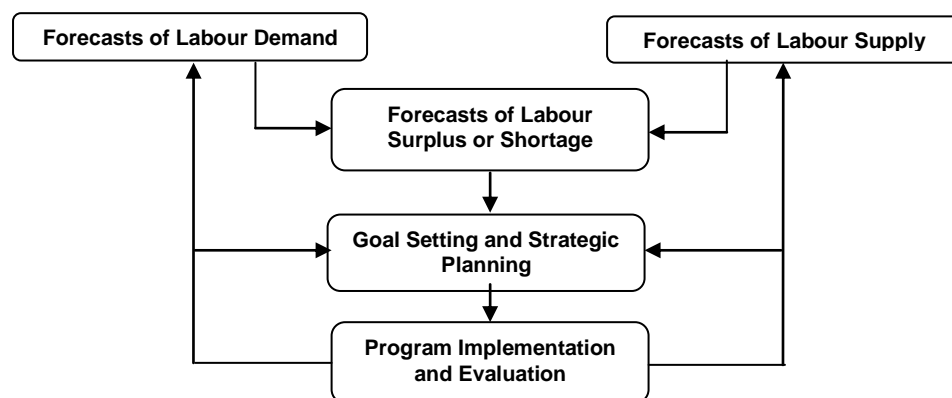 Forecasts of Labour Demand
Forecasts of Labour Supply
Forecasts of Labour
Surplus or Shortage
Goal Setting and Strategic
Planning
Program Implementation
and Evaluation